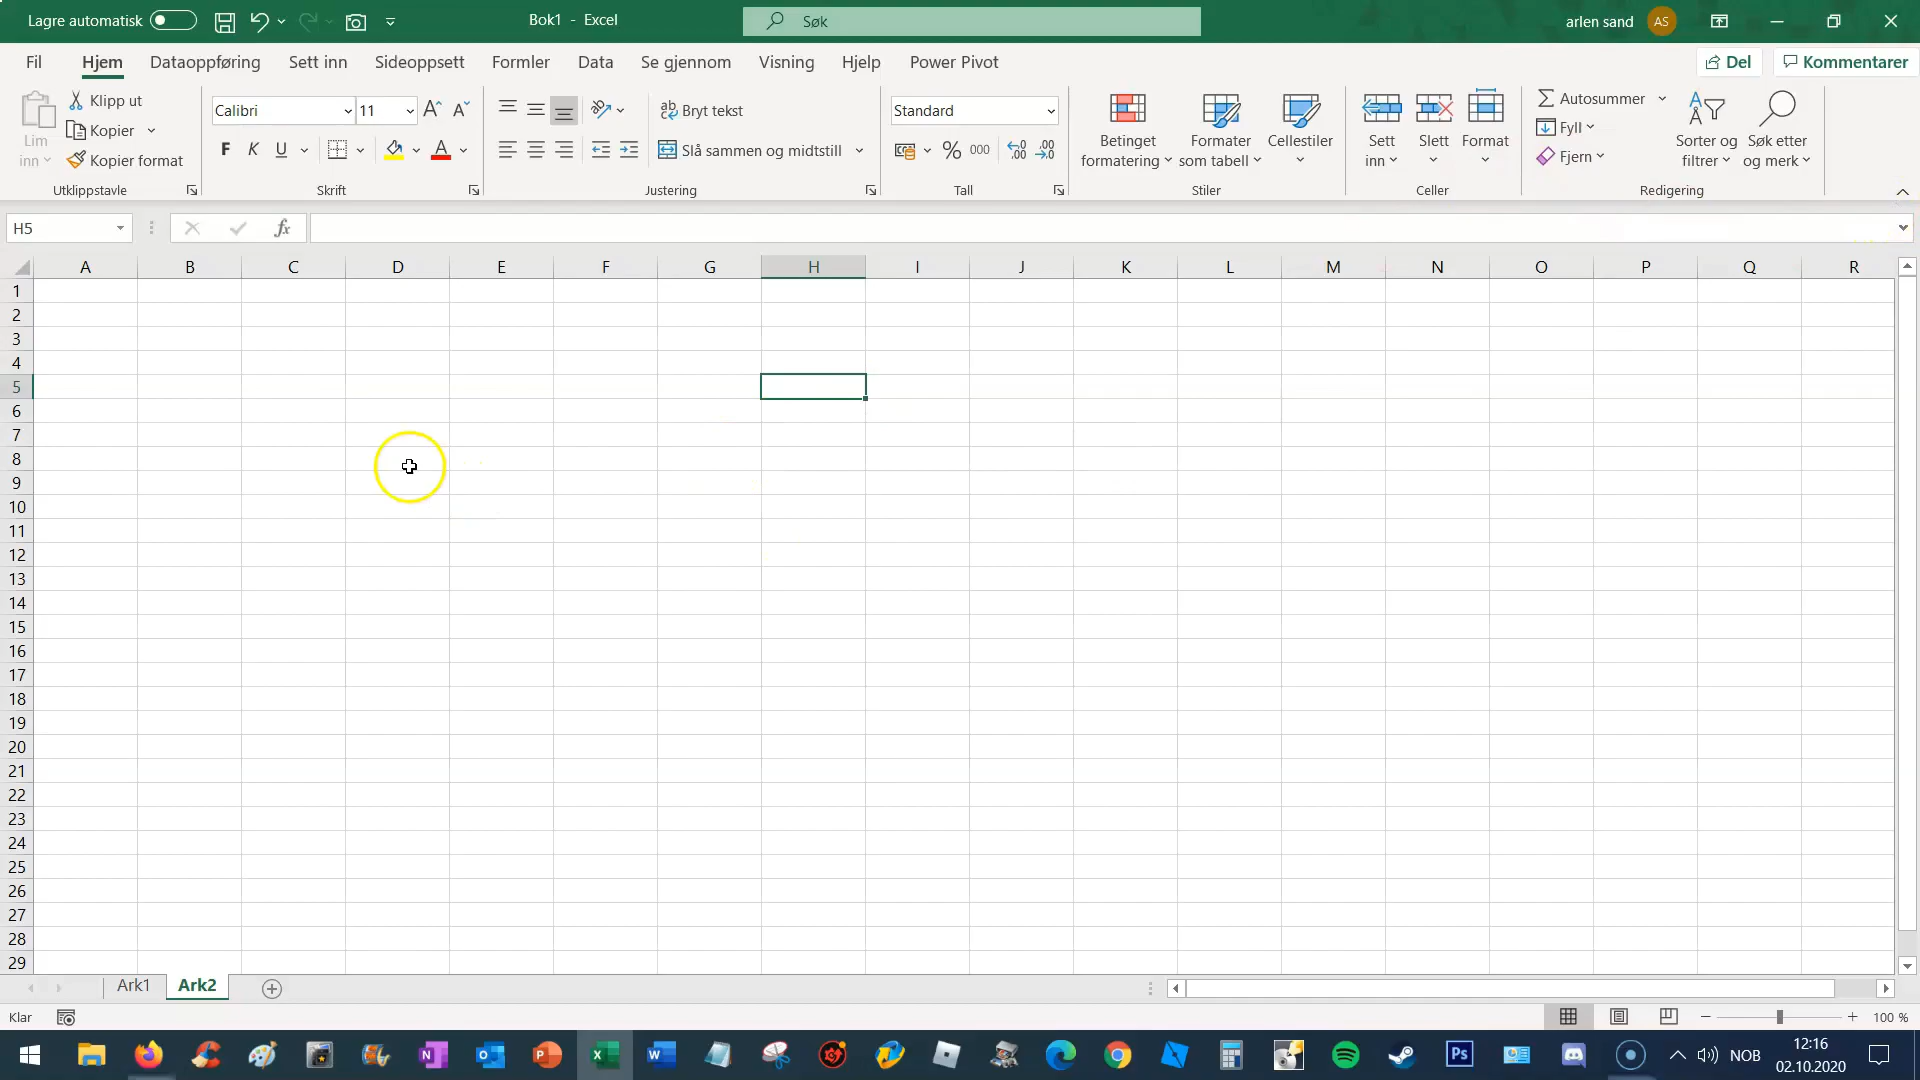 Lagre automatisk Bok1 - Excel Søk arlen sand AS
Fil Hjem Dataoppføring Sett inn Sideoppsett Formler Data Se gjennom Visning Hjelp Power Pivot Del Kommentarer
Lim inn
Klipp ut
Kopier
Kopier format
Utklippstavle
Calibri 11
F K U A
Skrift
ab Bryt tekst
Slå sammen og midtstill
Justering
Standard
% 000
Tall
Betinget formatering
Formater som tabell
Cellestiler
Stiler
Sett inn
Slett
Format
Celler
Autosummer
Fyll
Fjern
Sorter og filtrer
Søk etter og merk
Redigering
H5 fx
A B C D E F G H I J K L M N O P Q R
1
2
3
4
5
6
7
8
9
10
11
12
13
14
15
16
17
18
19
20
21
22
23
24
25
26
27
28
29
Ark1 Ark2
Klar 100 %
NOB 12:16
02.10.2020